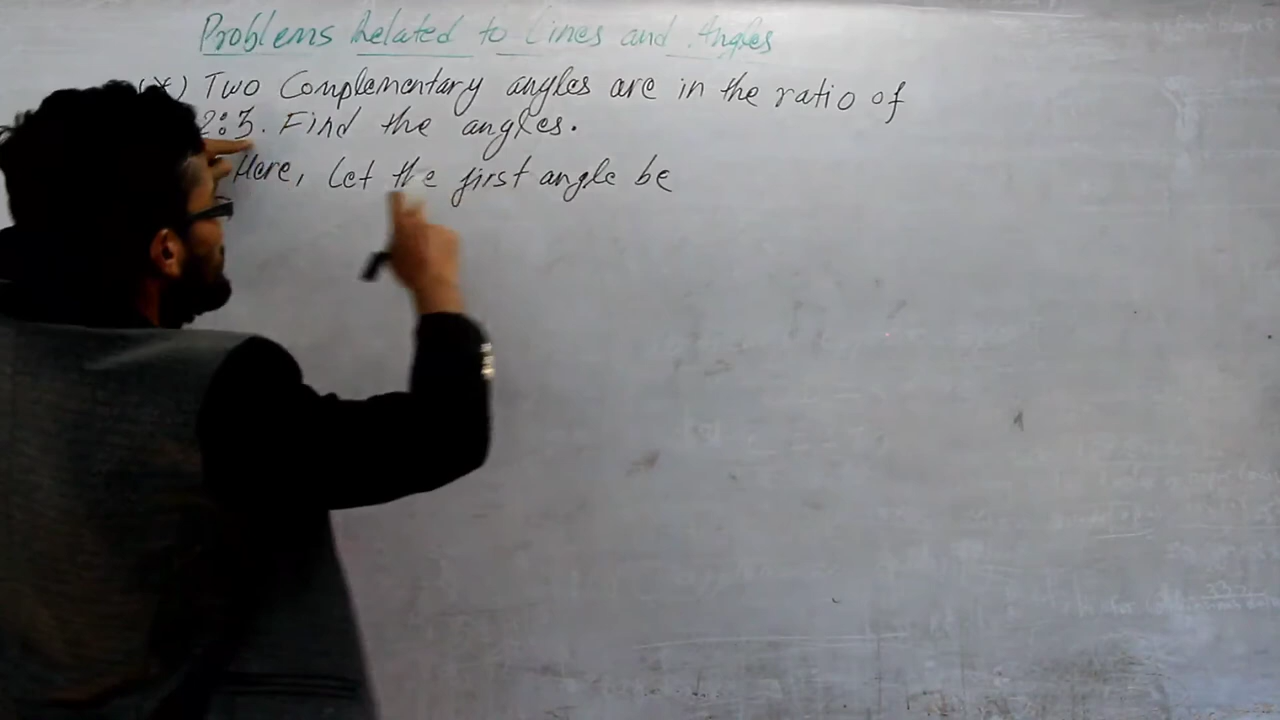 Problems Related to Lines and Angles
(*) Two Complementary angles are in the ratio of
2:3. Find the angles.
Here, Let the first angle be